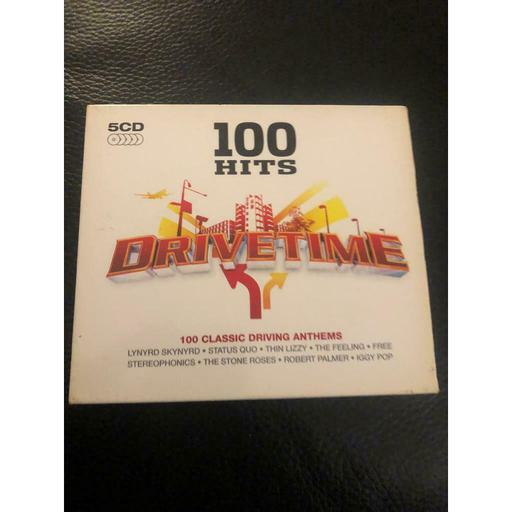 5CD
100
HITS
DRIVETIME
100 CLASSIC DRIVING ANTHEMS
LYNYRD SKYNYRD • STATUS QUO • THIN LIZZY • THE FEELING • FREE
STEREOPHONICS • THE STONE ROSES • ROBERT PALMER • IGGY POP